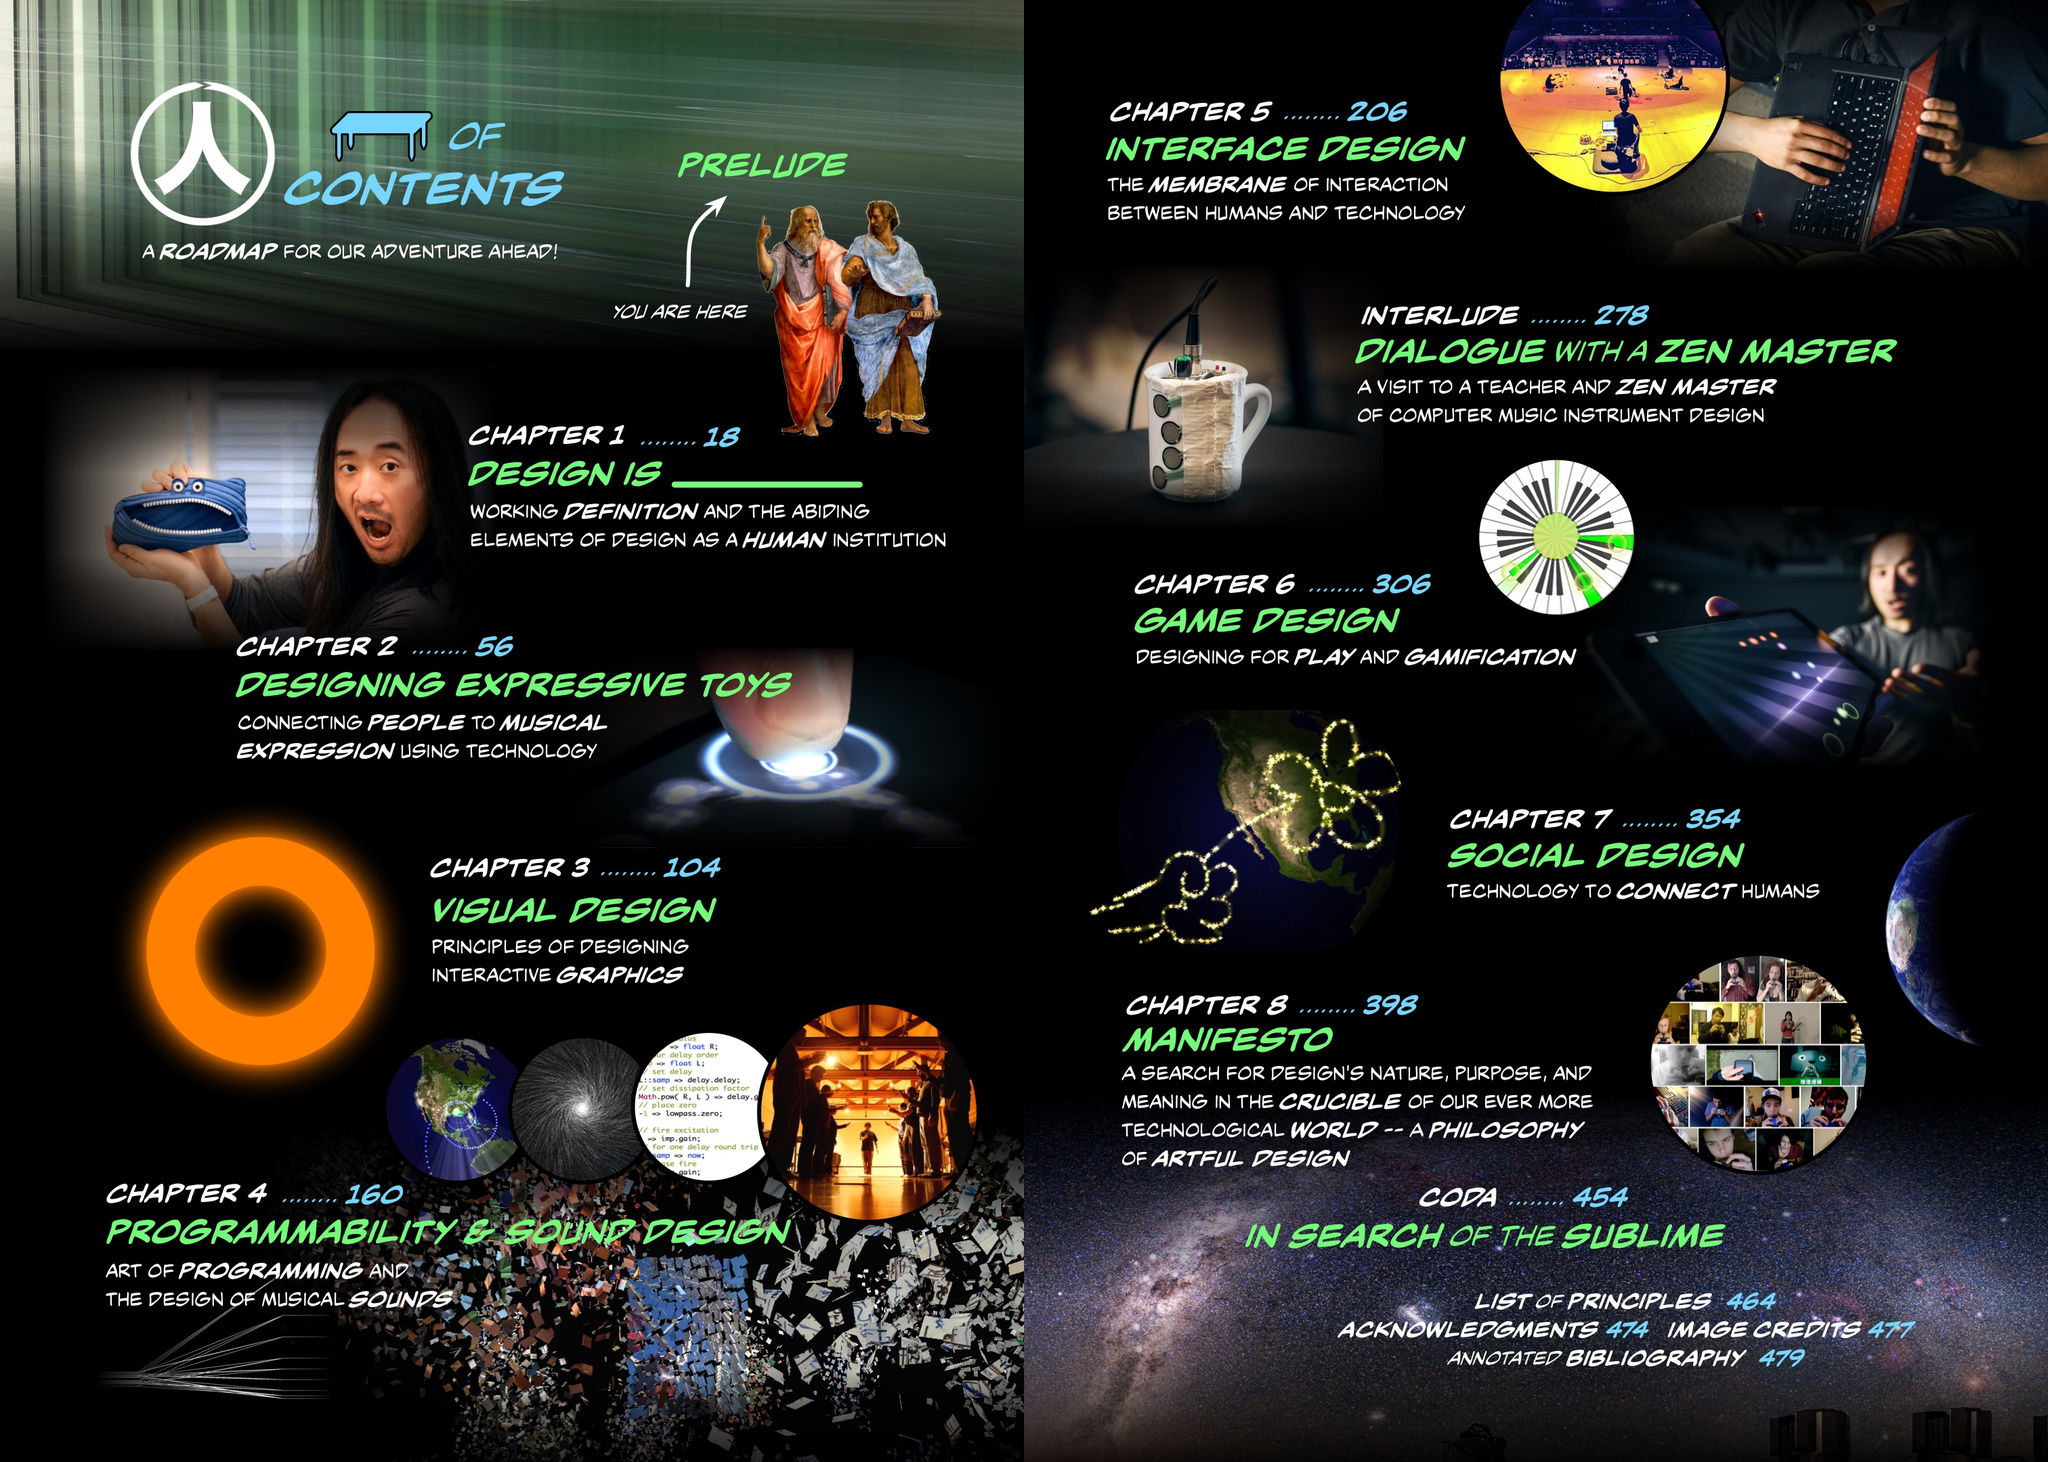 OF
CONTENTS
A ROADMAP FOR OUR ADVENTURE AHEAD!
PRELUDE
YOU ARE HERE
CHAPTER 1 ........ 18
DESIGN IS ____________
WORKING DEFINITION AND THE ABIDING
ELEMENTS OF DESIGN AS A HUMAN INSTITUTION
CHAPTER 2 ........ 56
DESIGNING EXPRESSIVE TOYS
CONNECTING PEOPLE TO MUSICAL
EXPRESSION USING TECHNOLOGY
CHAPTER 3 ........ 104
VISUAL DESIGN
PRINCIPLES OF DESIGNING
INTERACTIVE GRAPHICS
=> float R;
ur delay order
=> float L;
set delay
::samp => delay.delay;
// set dissipation factor
Math.pow( R, L ) => delay.g
// place zero
-1 => lowpass.zero;
// fire excitation
=> imp.gain;
for one delay round trip
samp => now;
ase fire
.gain;
CHAPTER 4 ........ 160
PROGRAMMABILITY & SOUND DESIGN
ART OF PROGRAMMING AND
THE DESIGN OF MUSICAL SOUNDS
CHAPTER 5 ........ 206
INTERFACE DESIGN
THE MEMBRANE OF INTERACTION
BETWEEN HUMANS AND TECHNOLOGY
INTERLUDE ........ 278
DIALOGUE WITH A ZEN MASTER
A VISIT TO A TEACHER AND ZEN MASTER
OF COMPUTER MUSIC INSTRUMENT DESIGN
CHAPTER 6 ........ 306
GAME DESIGN
DESIGNING FOR PLAY AND GAMIFICATION
CHAPTER 7 ........ 354
SOCIAL DESIGN
TECHNOLOGY TO CONNECT HUMANS
CHAPTER 8 ........ 398
MANIFESTO
A SEARCH FOR DESIGN'S NATURE, PURPOSE, AND
MEANING IN THE CRUCIBLE OF OUR EVER MORE
TECHNOLOGICAL WORLD -- A PHILOSOPHY
OF ARTFUL DESIGN
CODA ........ 454
IN SEARCH OF THE SUBLIME
LIST OF PRINCIPLES 464
ACKNOWLEDGMENTS 474 IMAGE CREDITS 477
ANNOTATED BIBLIOGRAPHY 479